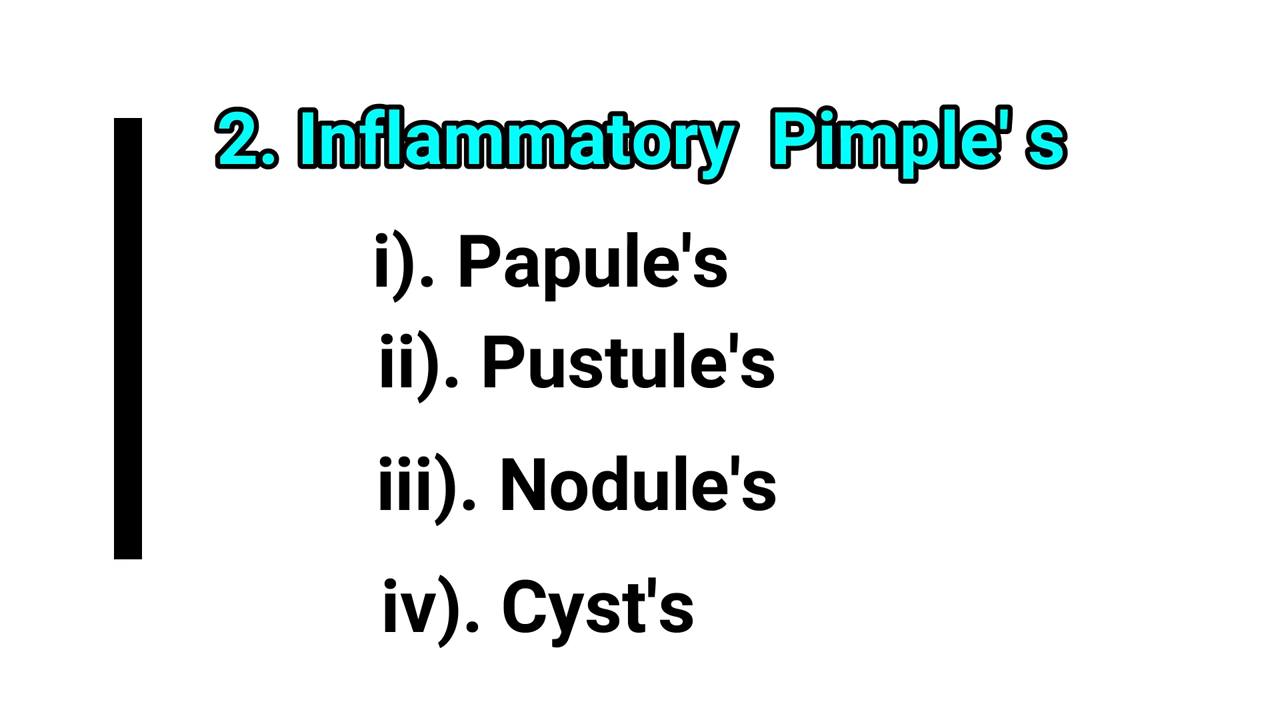 2. Inflammatory Pimple' s
i). Papule's
ii). Pustule's
iii). Nodule's
iv). Cyst's